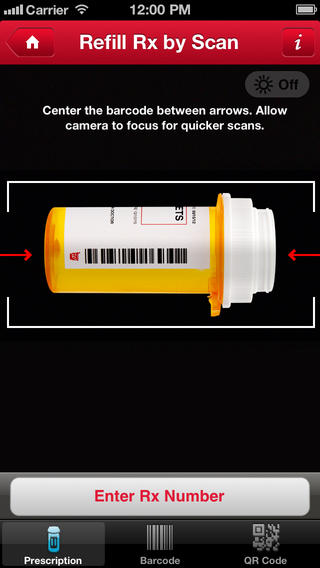 Carrier 12:00 PM
Refill Rx by Scan
i
Off
Center the barcode between arrows. Allow
camera to focus for quicker scans.
ETS
Enter Rx Number
Prescription Barcode QR Code